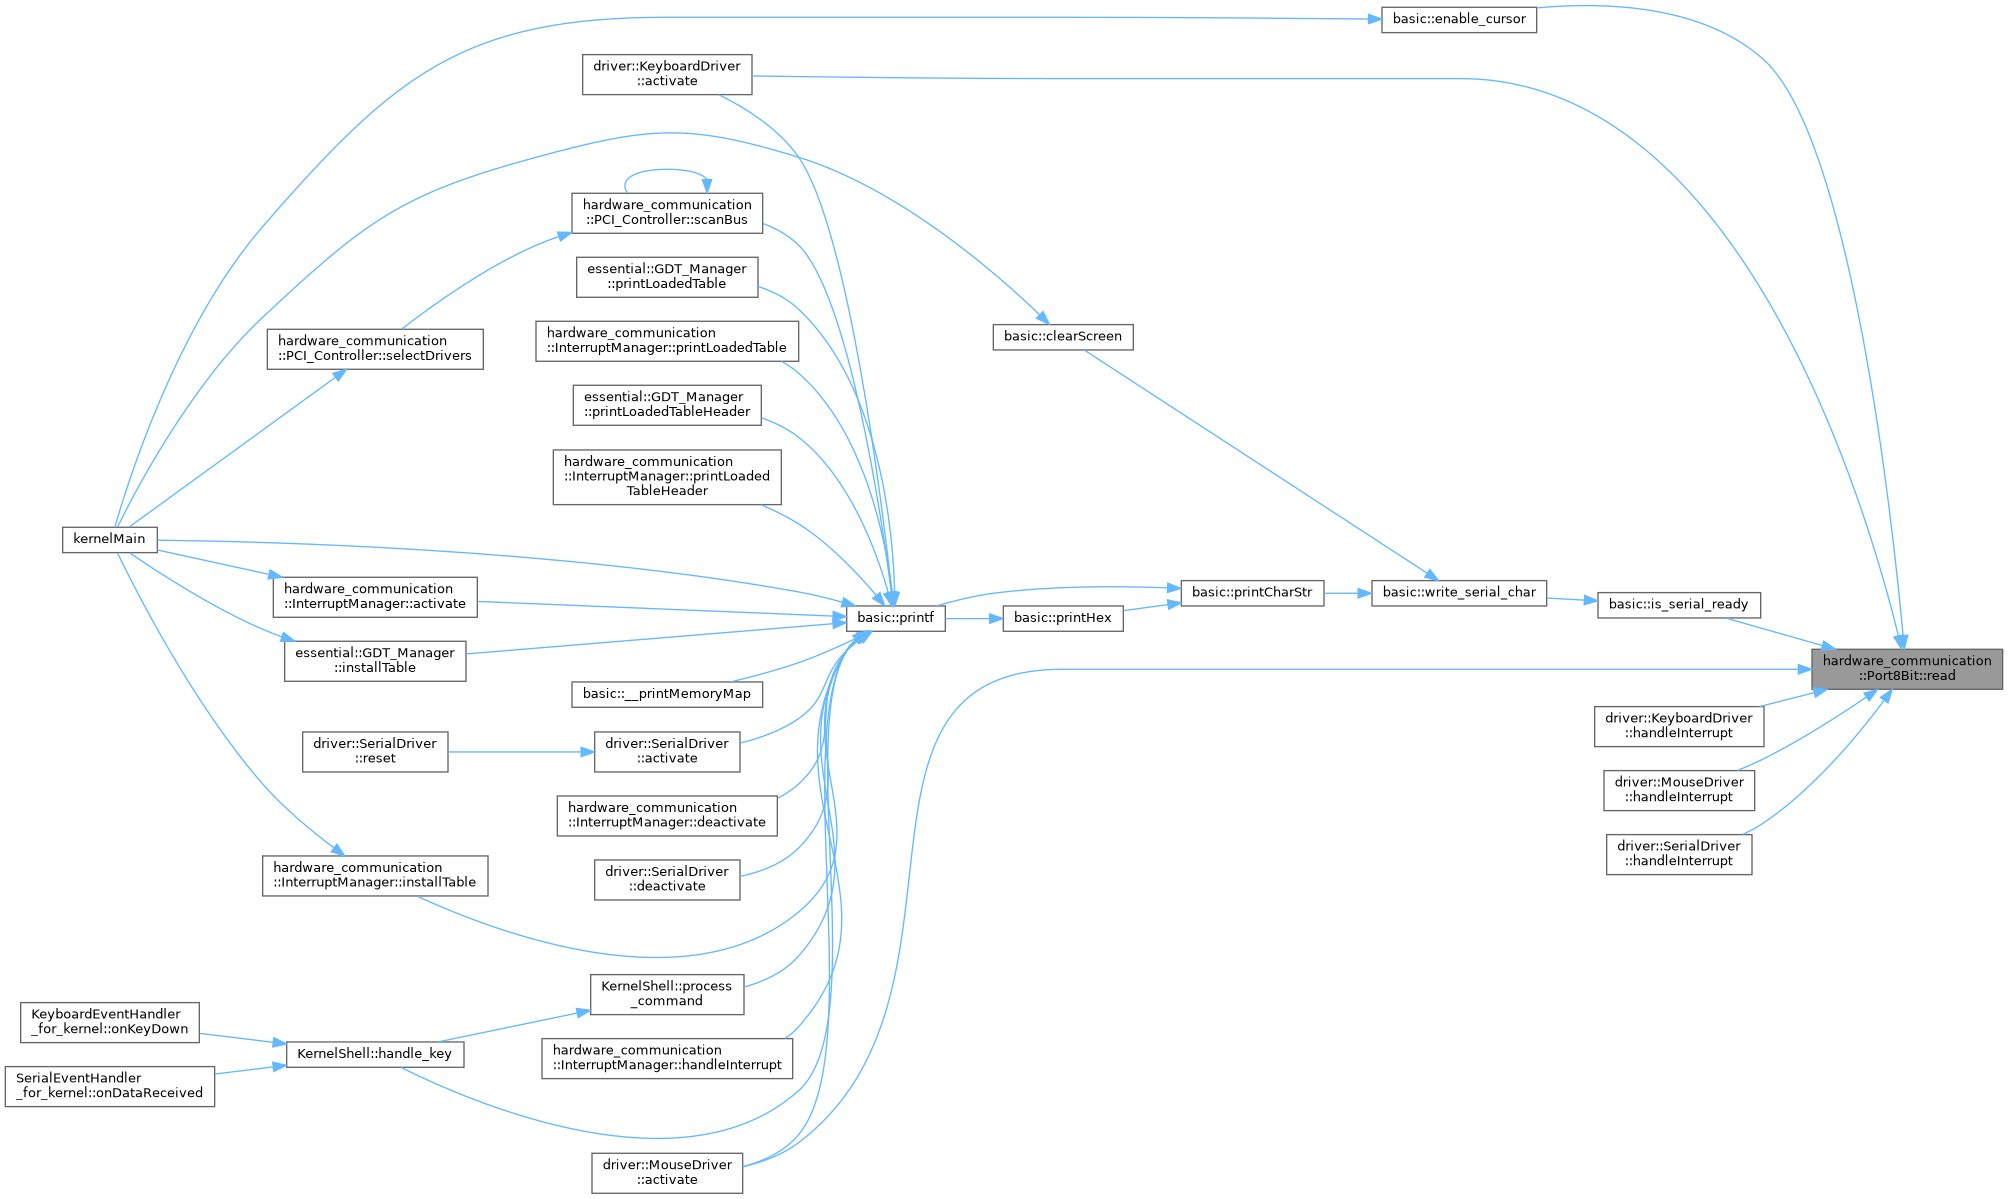 basic::enable_cursor
driver::KeyboardDriver
::activate
hardware_communication
::PCI_Controller::scanBus
essential::GDT_Manager
::printLoadedTable
hardware_communication
::InterruptManager::printLoadedTable
basic::clearScreen
hardware_communication
::PCI_Controller::selectDrivers
essential::GDT_Manager
::printLoadedTableHeader
hardware_communication
::InterruptManager::printLoaded
TableHeader
kernelMain
hardware_communication
::InterruptManager::activate
basic::printf
basic::printHex
basic::printCharStr
basic::write_serial_char
basic::is_serial_ready
essential::GDT_Manager
::installTable
hardware_communication
::Port8Bit::read
basic::__printMemoryMap
driver::KeyboardDriver
::handleInterrupt
driver::SerialDriver
::reset
driver::SerialDriver
::activate
driver::MouseDriver
::handleInterrupt
hardware_communication
::InterruptManager::deactivate
driver::SerialDriver
::handleInterrupt
hardware_communication
::InterruptManager::installTable
driver::SerialDriver
::deactivate
KernelShell::process
_command
KeyboardEventHandler
_for_kernel::onKeyDown
KernelShell::handle_key
hardware_communication
::InterruptManager::handleInterrupt
SerialEventHandler
_for_kernel::onDataReceived
driver::MouseDriver
::activate